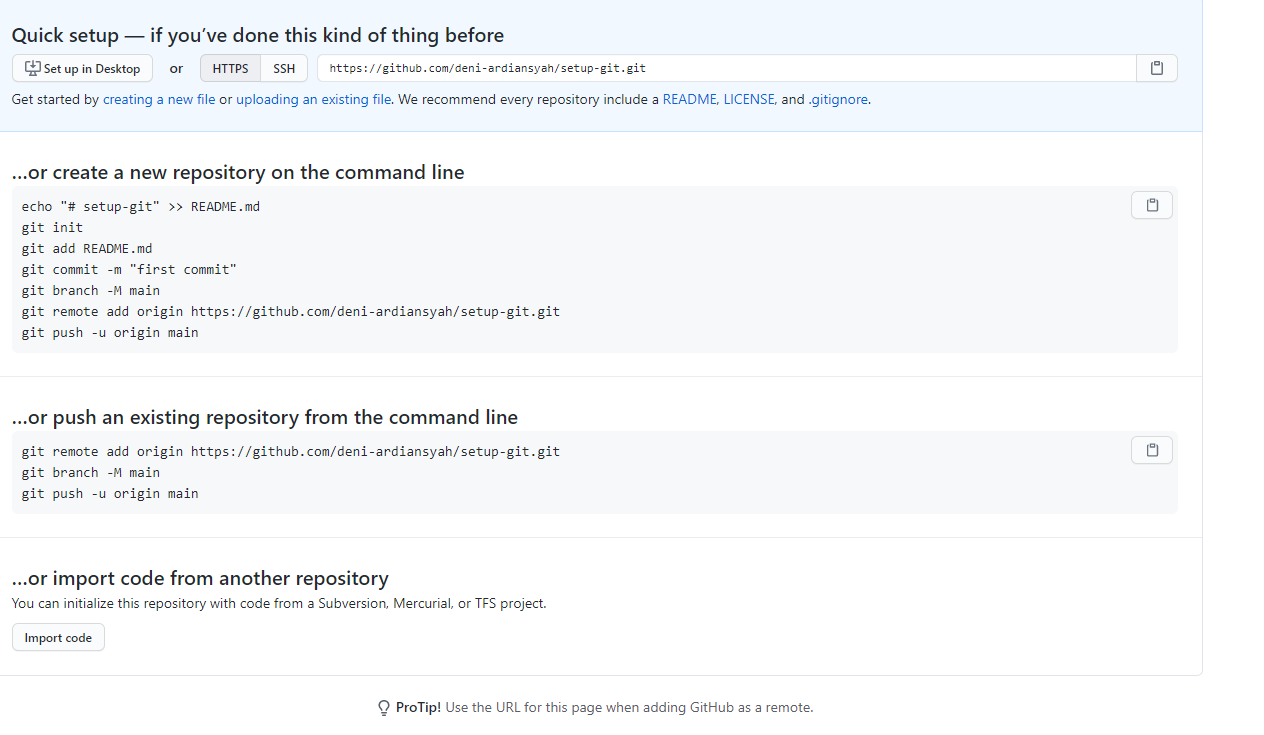 Quick setup — if you’ve done this kind of thing before
Set up in Desktop or HTTPS SSH https://github.com/deni-ardiansyah/setup-git.git
Get started by creating a new file or uploading an existing file. We recommend every repository include a README, LICENSE, and .gitignore.
…or create a new repository on the command line
echo "# setup-git" >> README.md
git init
git add README.md
git commit -m "first commit"
git branch -M main
git remote add origin https://github.com/deni-ardiansyah/setup-git.git
git push -u origin main
…or push an existing repository from the command line
git remote add origin https://github.com/deni-ardiansyah/setup-git.git
git branch -M main
git push -u origin main
…or import code from another repository
You can initialize this repository with code from a Subversion, Mercurial, or TFS project.
Import code
ProTip! Use the URL for this page when adding GitHub as a remote.